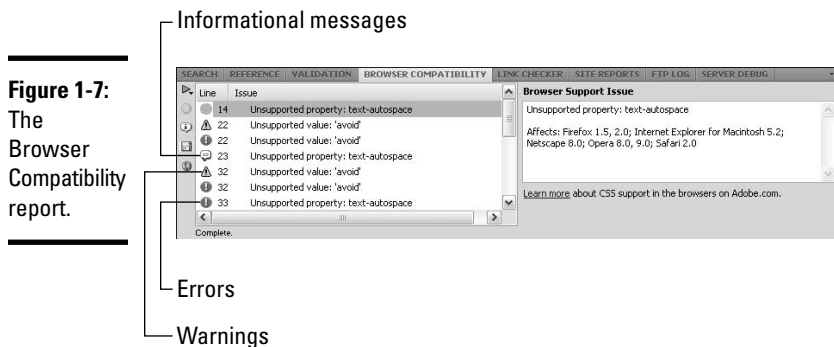 Informational messages
Figure 1-7:
The
Browser
Compatibility
report.
SEARCH REFERENCE VALIDATION BROWSER COMPATIBILITY LINK CHECKER SITE REPORTS FTP LOG SERVER DEBUG
Line Issue
14 Unsupported property: text-autospace
22 Unsupported value: 'avoid'
22 Unsupported value: 'avoid'
23 Unsupported property: text-autospace
32 Unsupported value: 'avoid'
32 Unsupported value: 'avoid'
33 Unsupported property: text-autospace
Complete.
Browser Support Issue
Unsupported property: text-autospace
Affects: Firefox 1.5, 2.0; Internet Explorer for Macintosh 5.2;
Netscape 8.0; Opera 8.0, 9.0; Safari 2.0
Learn more about CSS support in the browsers on Adobe.com.
Errors
Warnings